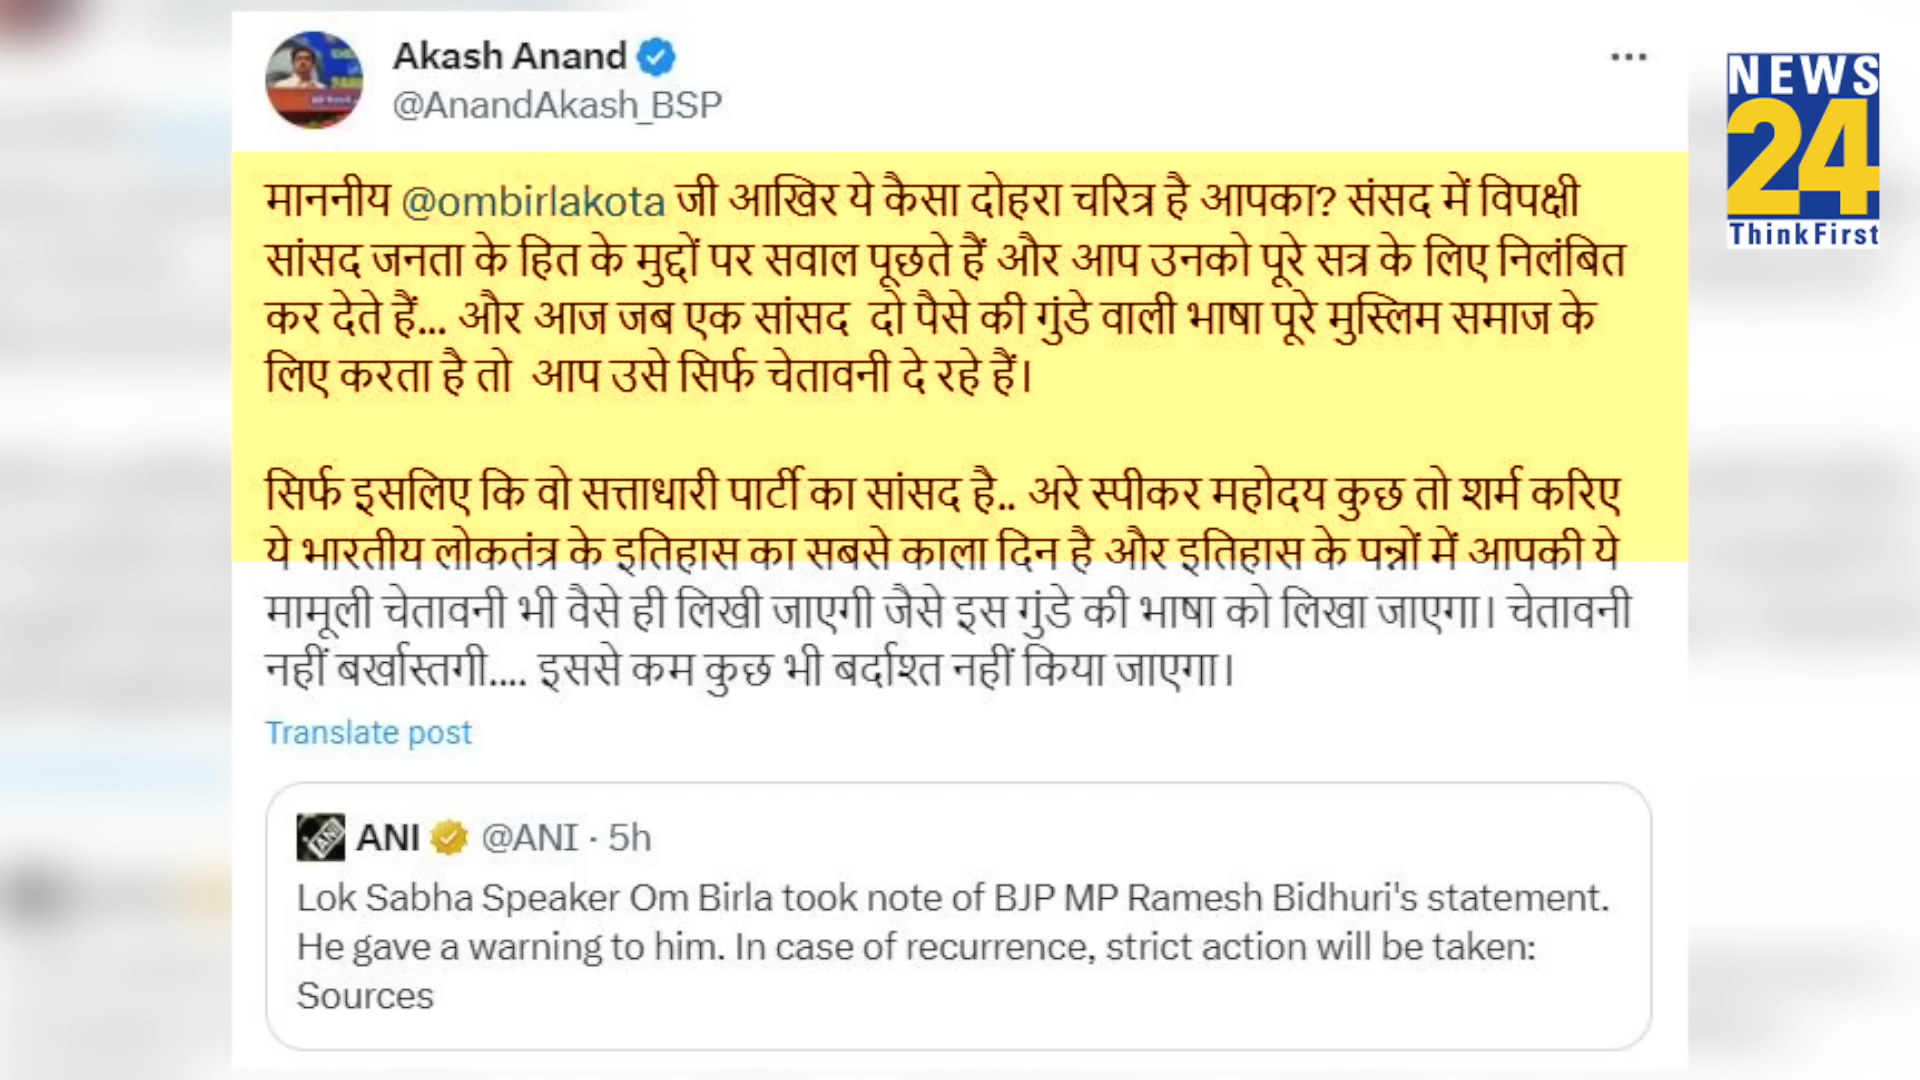 Akash Anand
@AnandAkash_BSP
माननीय @ombirlakota जी आखिर ये कैसा दोहरा चरित्र है आपका? संसद में विपक्षी
सांसद जनता के हित के मुद्दों पर सवाल पूछते हैं और आप उनको पूरे सत्र के लिए निलंबित
कर देते हैं... और आज जब एक सांसद दो पैसे की गुंडे वाली भाषा पूरे मुस्लिम समाज के
लिए करता है तो आप उसे सिर्फ चेतावनी दे रहे हैं।
सिर्फ इसलिए कि वो सत्ताधारी पार्टी का सांसद है.. अरे स्पीकर महोदय कुछ तो शर्म करिए
ये भारतीय लोकतंत्र के इतिहास का सबसे काला दिन है और इतिहास के पन्नों में आपकी ये
मामूली चेतावनी भी वैसे ही लिखी जाएगी जैसे इस गुंडे की भाषा को लिखा जाएगा। चेतावनी
नहीं बर्खास्तगी.... इससे कम कुछ भी बर्दाश्त नहीं किया जाएगा।
Translate post
ANI @ANI · 5h
Lok Sabha Speaker Om Birla took note of BJP MP Ramesh Bidhuri's statement.
He gave a warning to him. In case of recurrence, strict action will be taken:
Sources
NEWS
24
ThinkFirst